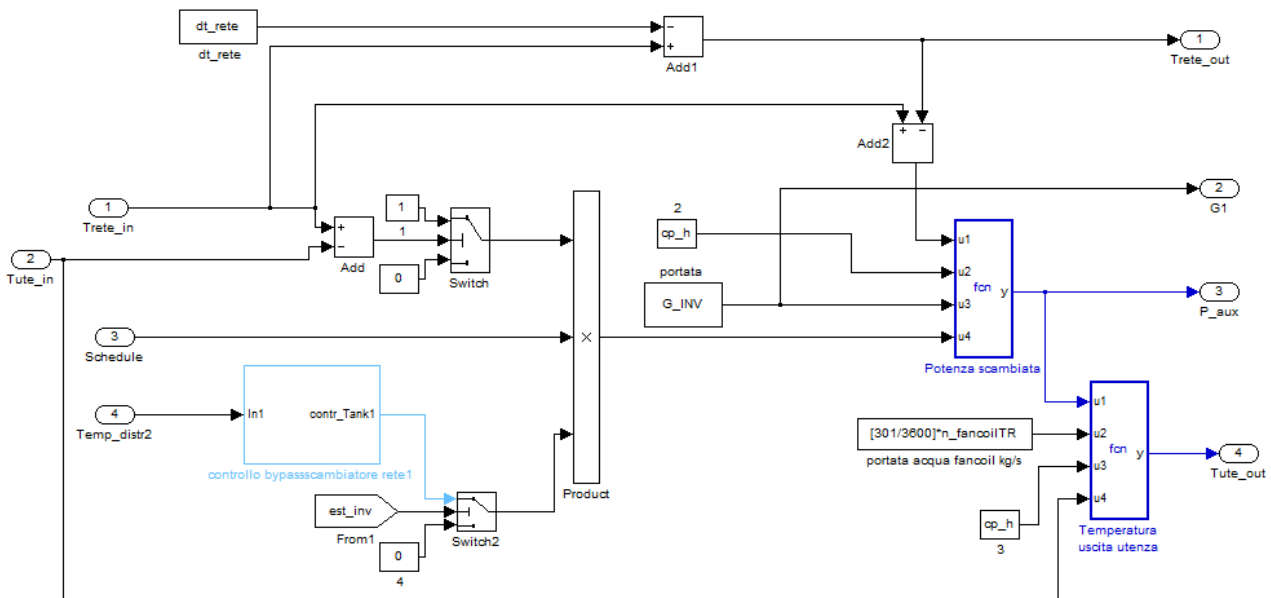 dt_rete
dt_rete
−
+
Add1
1
Trete_out
+ −
Add2
1
Trete_in
2
Tute_in
+
−
Add
1
1
0
Switch
2
cp_h
portata
G_INV
2
G1
u1
u2
u3
u4
fcn
y
Potenza scambiata
3
P_aux
3
Schedule
×
Product
4
Temp_distr2
In1
contr_Tank1
controllo bypassscambiatore rete1
est_inv
From1
0
4
Switch2
[301/3600]*n_fancoilTR
portata acqua fancoil kg/s
cp_h
3
u1
u2
u3
u4
fcn
y
Temperatura
uscita utenza
4
Tute_out